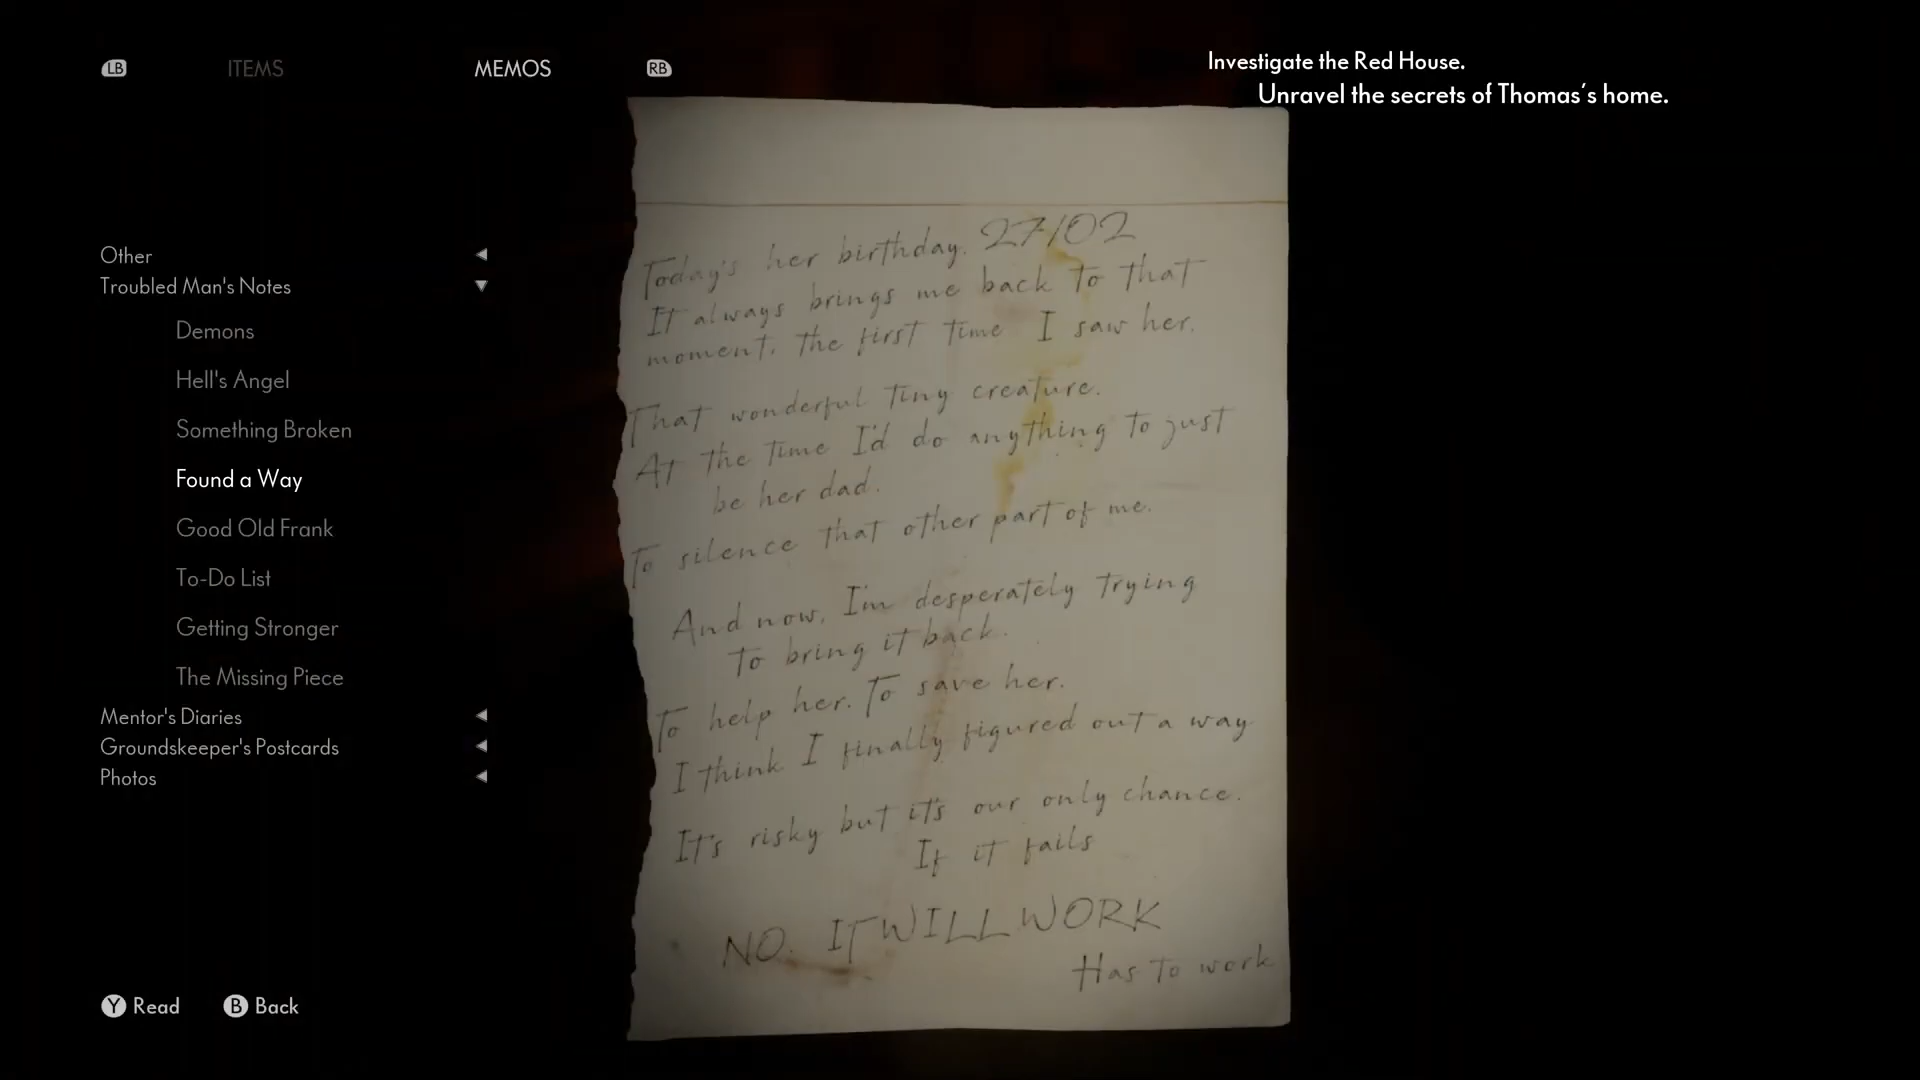 LB ITEMS MEMOS RB
Investigate the Red House.
Unravel the secrets of Thomas's home.
Other
Troubled Man's Notes
Demons
Hell's Angel
Something Broken
Found a Way
Good Old Frank
To-Do List
Getting Stronger
The Missing Piece
Mentor's Diaries
Groundskeeper's Postcards
Photos
Y Read B Back
Today's her birthday. 27/02
It always brings me back to that
moment. The first time I saw her.
That wonderful tiny creature.
At the time I'd do anything to just
be her dad.
To silence that other part of me.
And now, I'm desperately trying
to bring it back.
To help her. To save her.
I think I finally figured out a way
It's risky but it's our only chance.
If it fails
NO. IT WILL WORK
Has to work